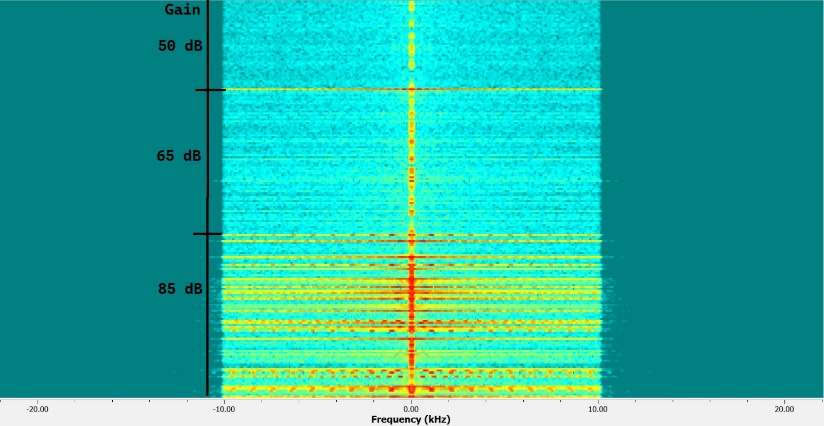 Gain
50 dB
65 dB
85 dB
-20.00 -10.00 0.00 10.00 20.00
Frequency (kHz)